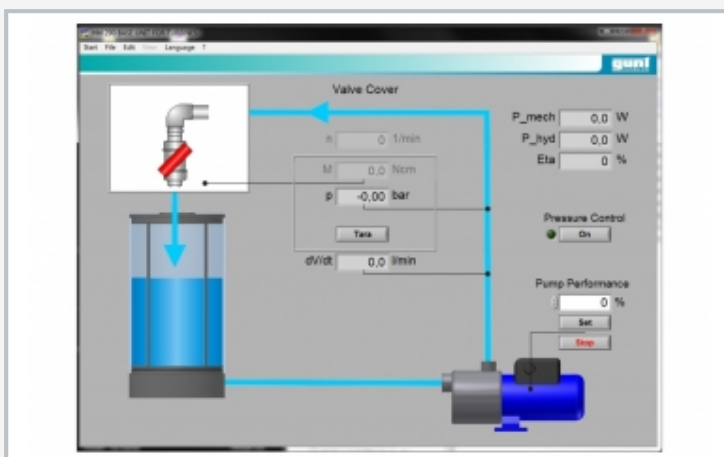 Start File Edit View Language ?
gunt
Valve Cover
n 0 1/min
M 0,0 Ncm
p -0,00 bar
Tara
dV/dt 0,0 l/min
P_mech 0,0 W
P_hyd 0,0 W
Eta 0 %
Pressure Control
On
Pump Performance
0 %
Set
Stop